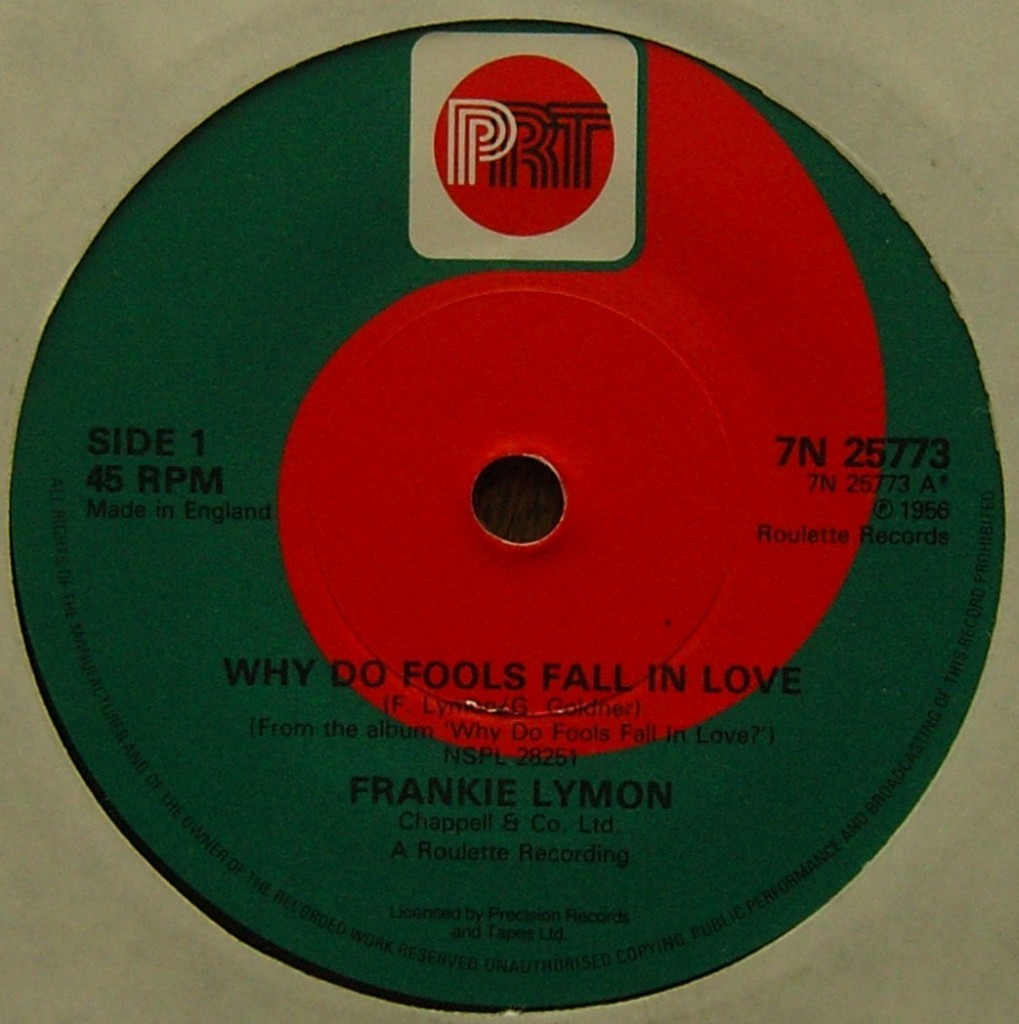 PRT
SIDE 1
45 RPM
Made in England
7N 25773
7N 25773 A*
℗ 1956
Roulette Records
WHY DO FOOLS FALL IN LOVE
(F. Lymon/G. Goldner)
(From the album 'Why Do Fools Fall in Love?')
NSPL 28251
FRANKIE LYMON
Chappell & Co. Ltd.
A Roulette Recording
Licenced by Precision Records
and Tapes Ltd.
ALL RIGHTS OF THE MANUFACTURER AND OF THE OWNER OF THE RECORDED WORK RESERVED UNAUTHORISED COPYING, PUBLIC PERFORMANCE AND BROADCASTING OF THIS RECORD PROHIBITED